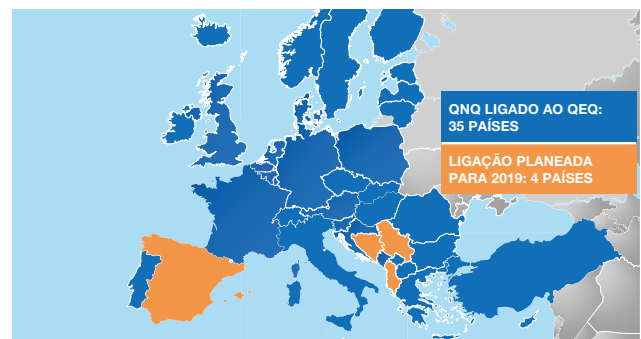 QNQ LIGADO AO QEQ:
35 PAÍSES
LIGAÇÃO PLANEADA
PARA 2019: 4 PAÍSES